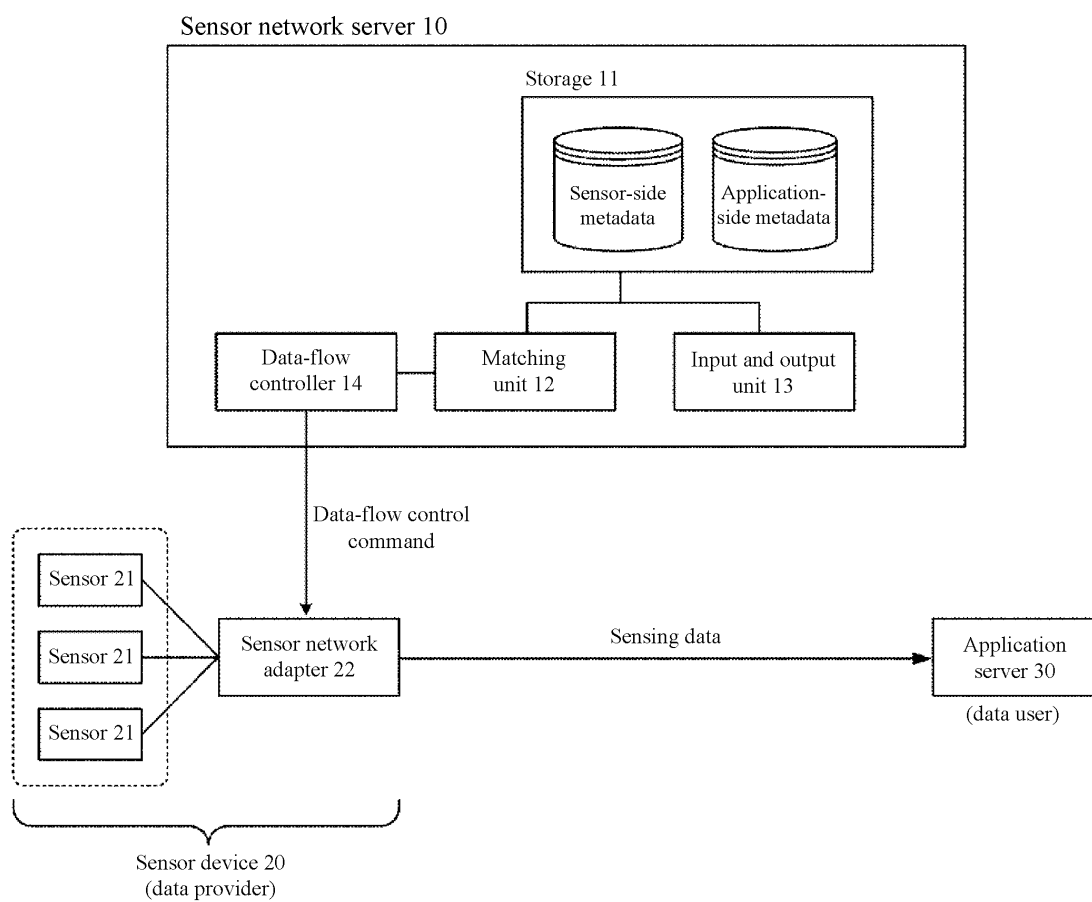 Sensor network server 10
Storage 11
Sensor-side
metadata
Application-
side metadata
Data-flow
controller 14
Matching
unit 12
Input and output
unit 13
Data-flow control
command
Sensor 21
Sensor 21
Sensor 21
Sensor network
adapter 22
Sensing data
Application
server 30
(data user)
Sensor device 20
(data provider)